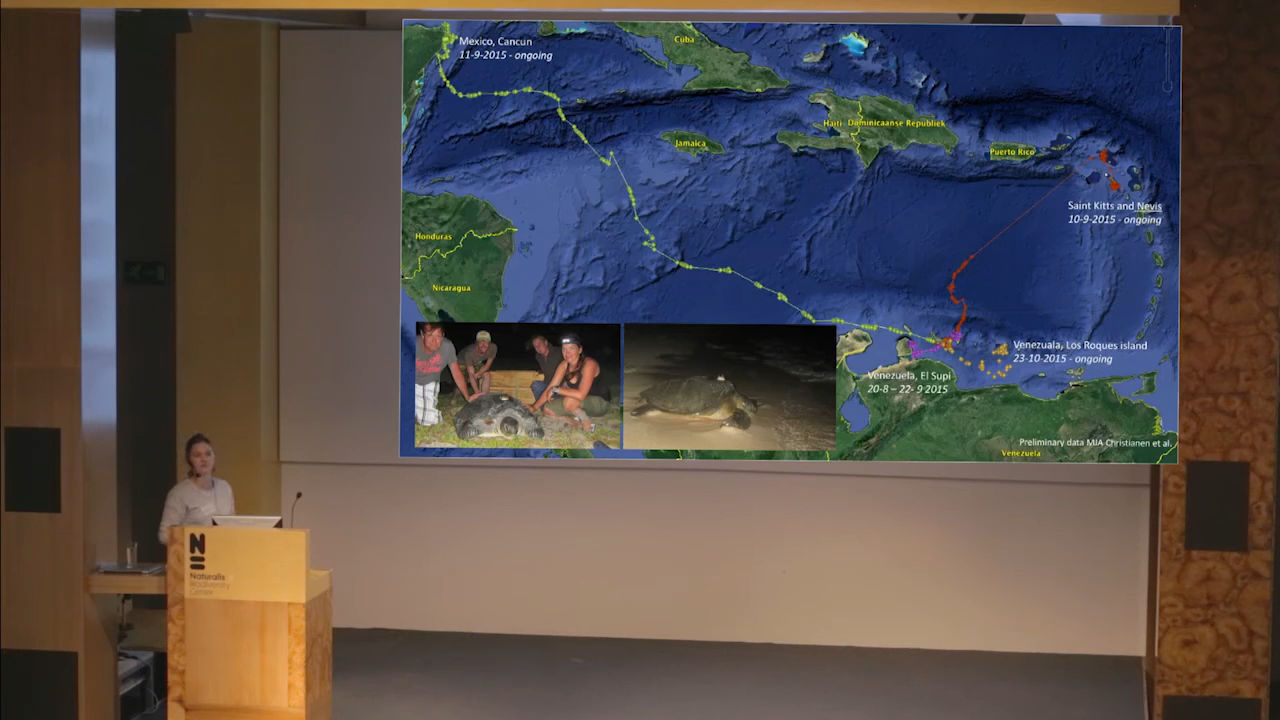 Mexico, Cancun
11-9-2015 - ongoing
Cuba
Haiti
Dominicaanse Republiek
Jamaica
Puerto Rico
Saint Kitts and Nevis
10-9-2015 - ongoing
Honduras
Nicaragua
Venezuala, Los Roques island
23-10-2015 - ongoing
Venezuela, El Supi
20-8 – 22- 9 2015
Preliminary data MJA Christianen et al.
Venezuela
N
Naturalis
Biodiversity
Center